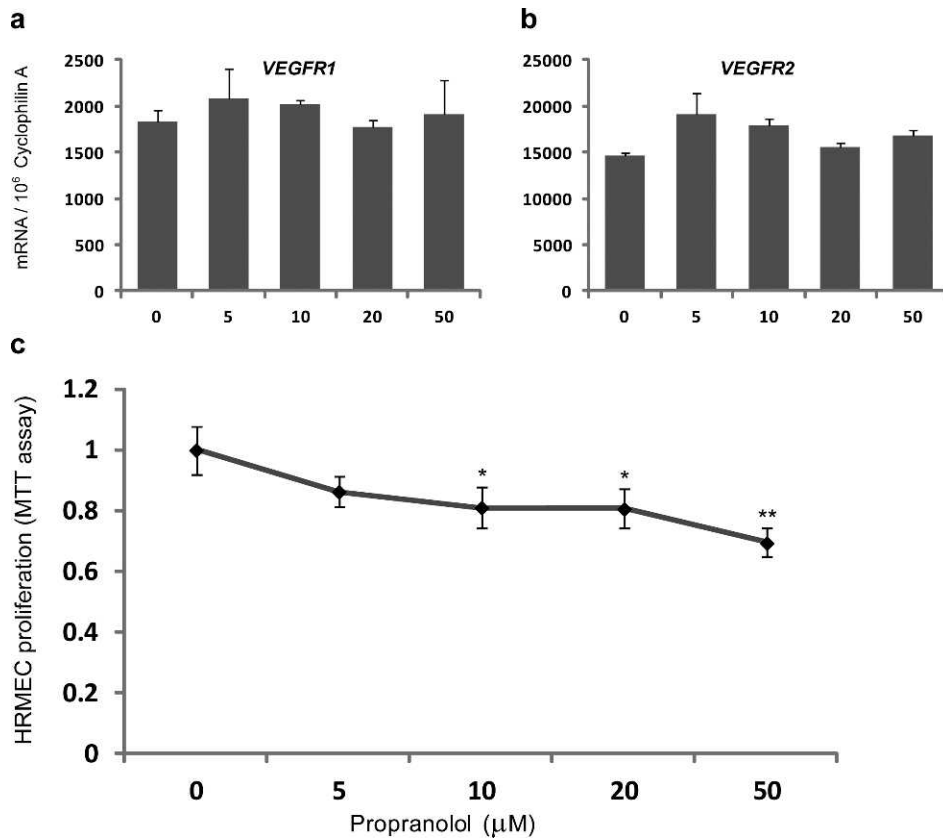 a
VEGFR1
mRNA / 10⁶ Cyclophilin A
2500
2000
1500
1000
500
0
0 5 10 20 50
b
VEGFR2
25000
20000
15000
10000
5000
0
0 5 10 20 50
c
HRMEC proliferation (MTT assay)
1.2
1
0.8
0.6
0.4
0.2
0
* * **
0 5 10 20 50
Propranolol (μM)